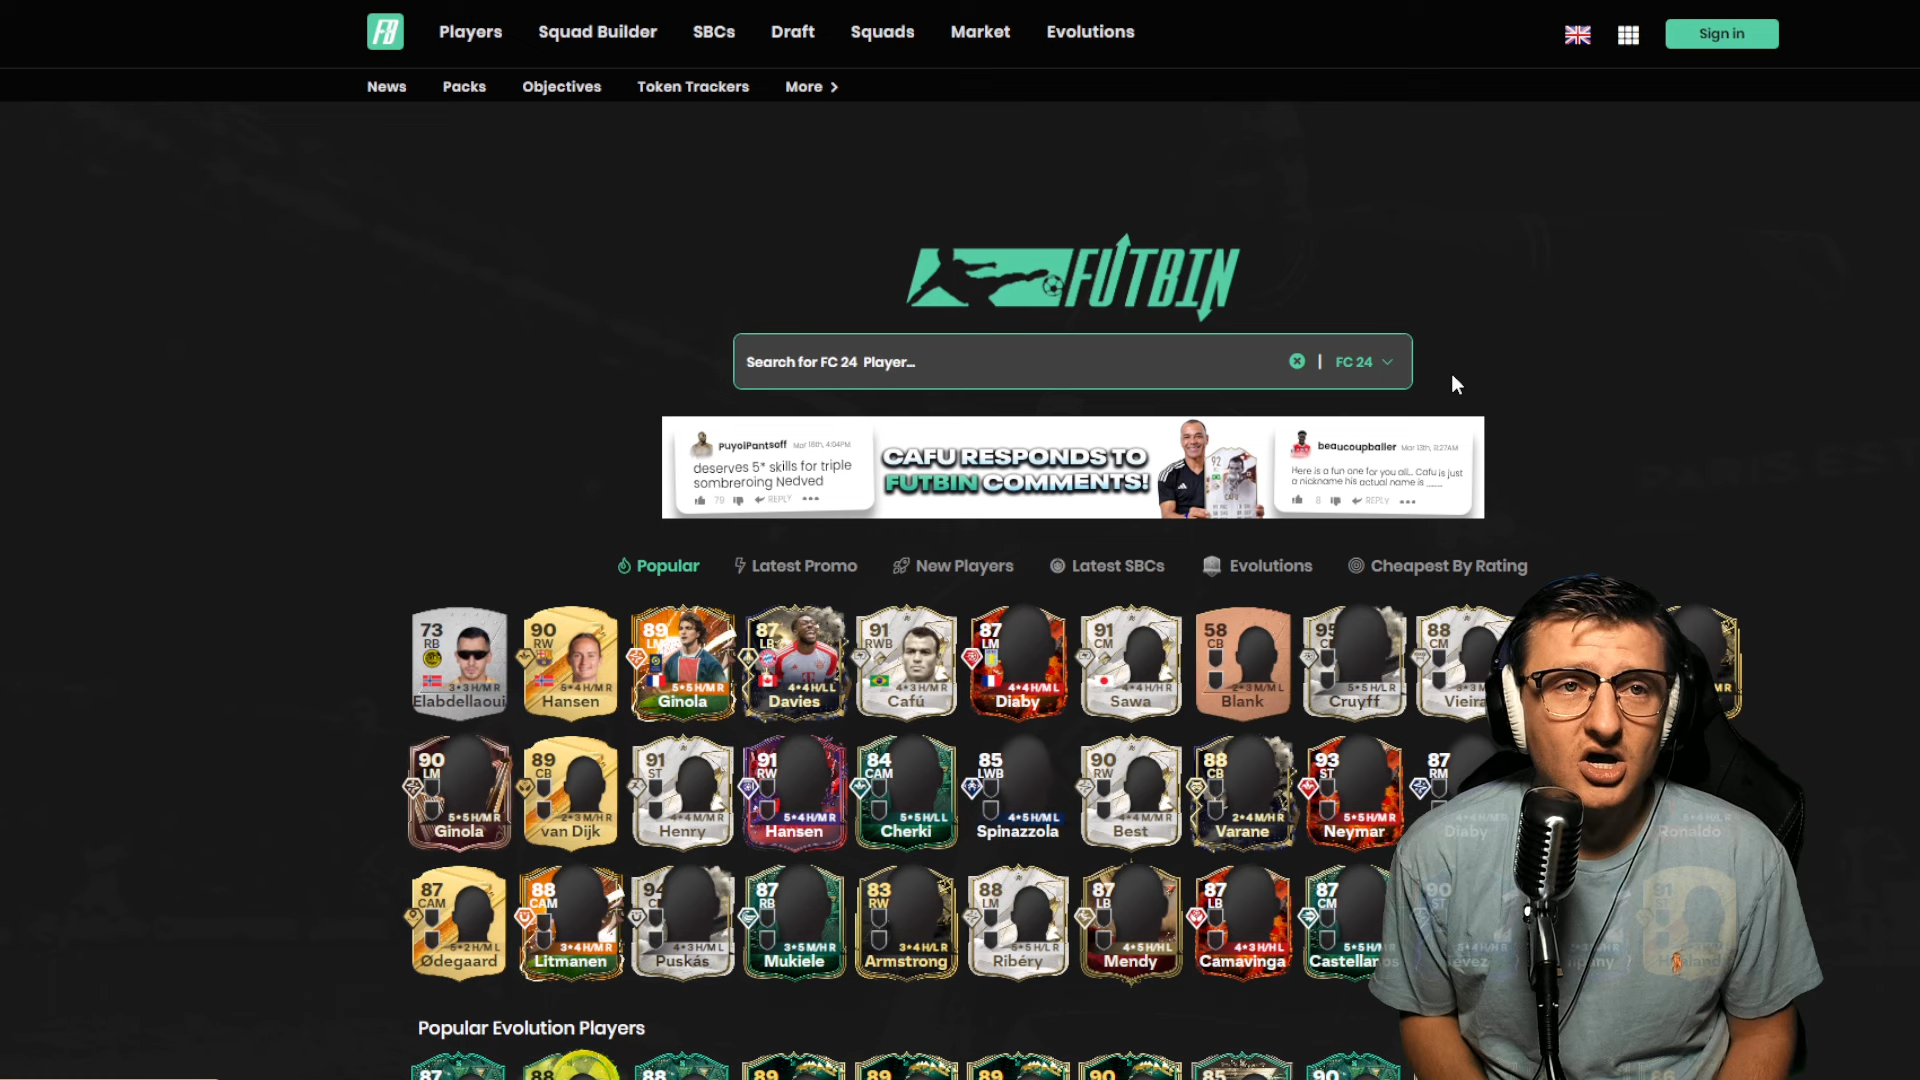 FB Players Squad Builder SBCs Draft Squads Market Evolutions Sign in
News Packs Objectives Token Trackers More
FUTBIN
Search for FC 24 Player... | FC 24
PuyolPantsoff Mar 18th, 4:04PM
deserves 5* skills for triple
sombreroing Nedved
79 REPLY
CAFU RESPONDS TO
FUTBIN COMMENTS!
92
CAFU
beaucoupballer Mar 13th, 11:27AM
Here is a fun one for you all... Cafu is just
a nickname his actual name is
8 REPLY
Popular Latest Promo New Players Latest SBCs Evolutions Cheapest By Rating
73 RB 3★3 H/M R Elabdellaoui
90 RW 5★4 H/M R Hansen
89 LM 5★5 H/M R Ginola
87 LB 4★4 H/L L Davies
91 RWB 4★3 H/M R Cafú
87 LM 4★4 H/M L Diaby
91 CM 4★4 H/H R Sawa
58 CB 2★3 M/M L Blank
95 5★5 H/L R Cruyff
88 CM Vieira
90 LM 5★5 H/M R Ginola
89 CB 2★3 M/H R van Dijk
91 ST 4★4 M/M R Henry
91 RW 5★4 H/M R Hansen
84 CAM 5★5 H/L L Cherki
85 LWB 4★5 H/M L Spinazzola
90 RW Best
88 CB 2★4 M/H R Varane
93 ST 5★5 H/M R Neymar
87 RM Diaby
Ronaldo
87 CAM 5★2 H/M L Ødegaard
88 CAM 3★4 H/M R Litmanen
94 4★3 H/M L Puskás
87 RB 3★5 M/H R Mukiele
83 RW 3★4 H/L R Armstrong
88 LM 5★5 H/L R Ribéry
87 LB 4★5 H/H L Mendy
87 LB 4★3 H/H L Camavinga
87 CM Castellanos
90 ST
91
Popular Evolution Players
87 88 88 89 89 89 90 85 90